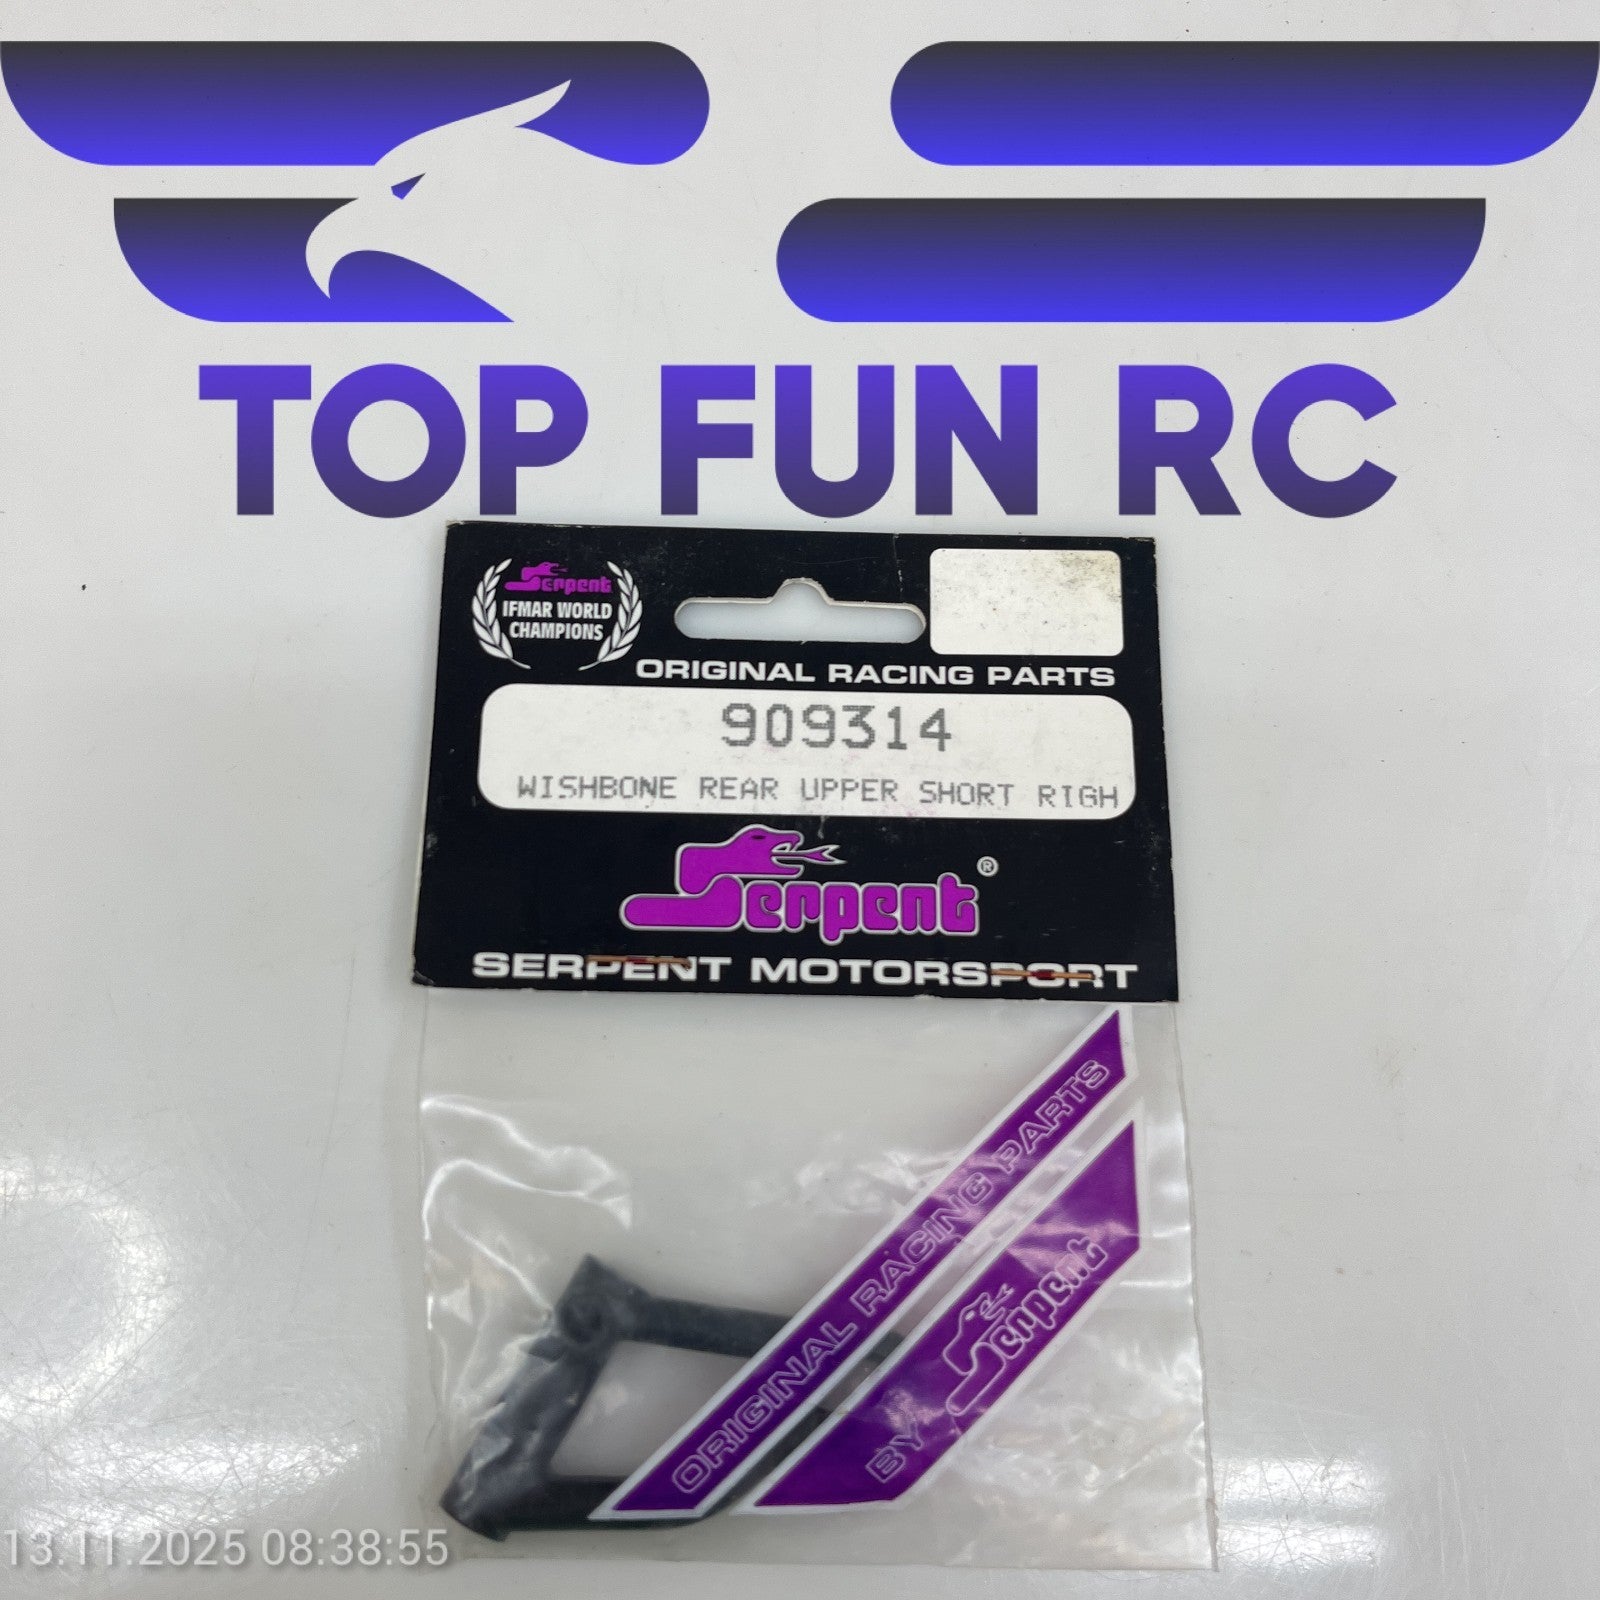 TOP FUN RC
Serpent
IFMAR WORLD
CHAMPIONS
ORIGINAL RACING PARTS
909314
WISHBONE REAR UPPER SHORT RIGH
Serpent®
SERPENT MOTORSPORT
ORIGINAL RACING PARTS
BY Serpent
13.11.2025 08:38:55